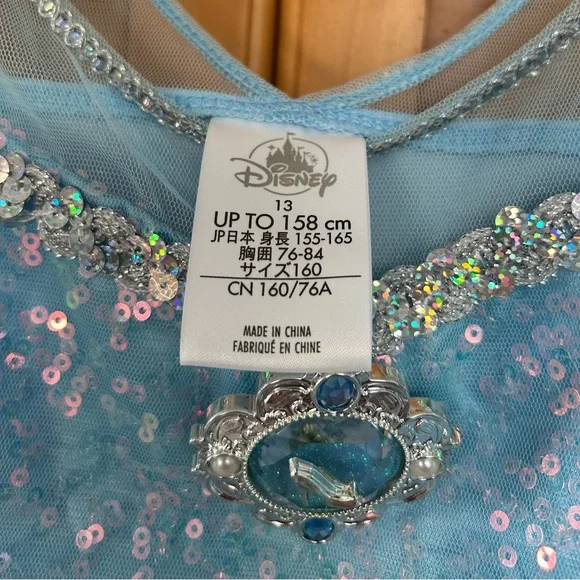 Disney
13
UP TO 158 cm
JP日本 身長 155-165
胸囲 76-84
サイズ160
CN 160/76A
MADE IN CHINA
FABRIQUÉ EN CHINE